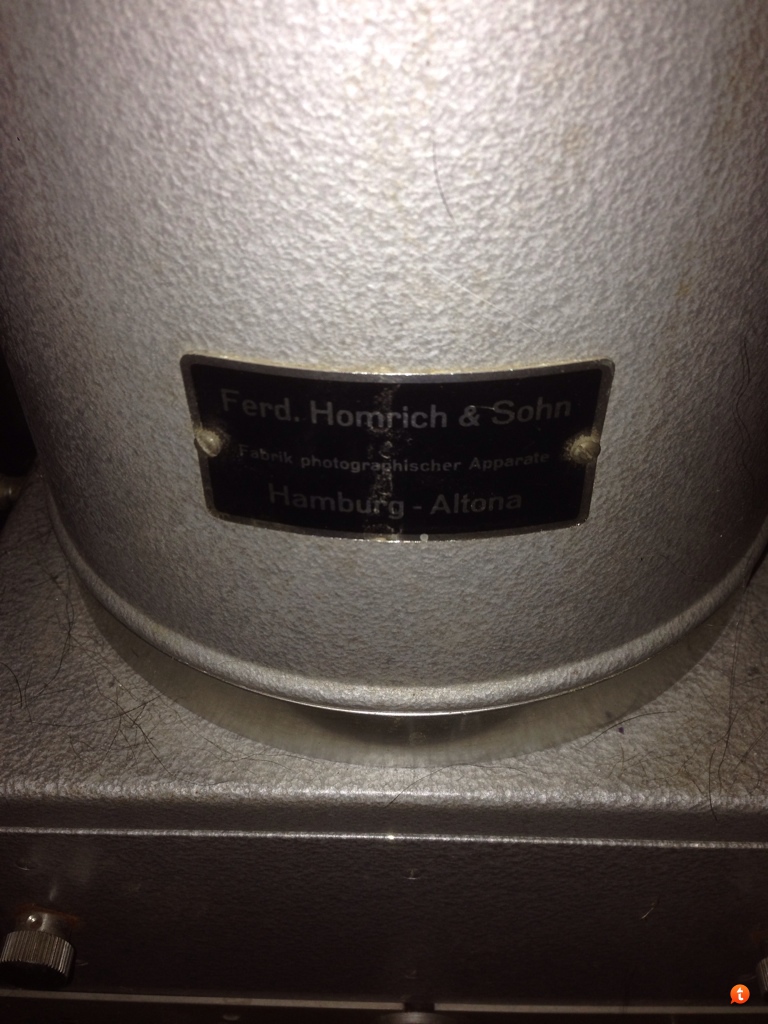 Ferd. Homrich & Sohn
Fabrik photographischer Apparate
Hamburg - Altona
t